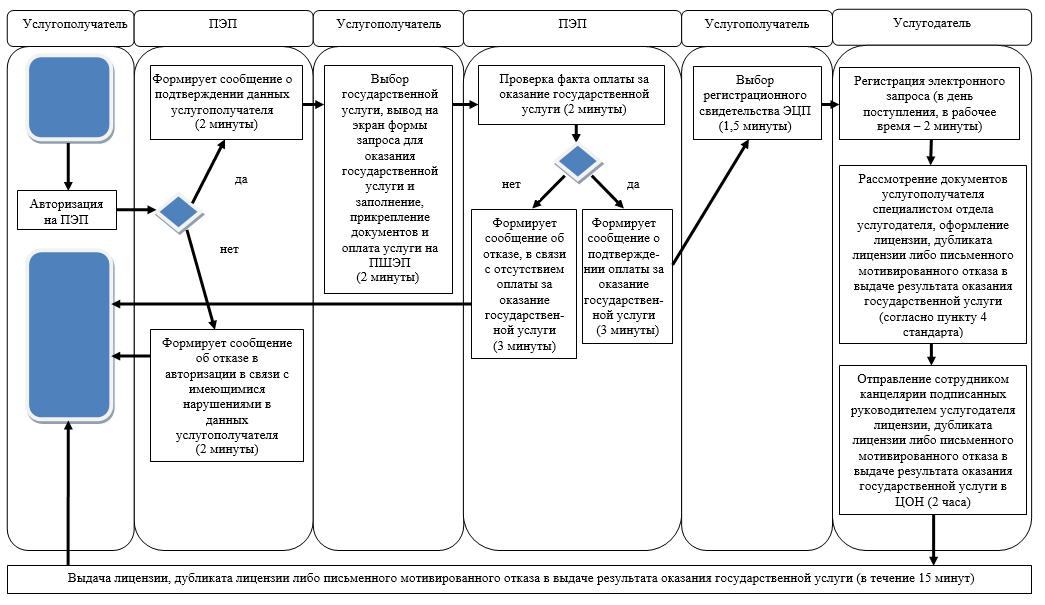 Услугополучатель
ПЭП
Услугополучатель
ПЭП
Услугополучатель
Услугодатель
Авторизация
на ПЭП
Формирует сообщение о
подтверждении данных
услугополучателя
(2 минуты)
да
нет
Формирует сообщение
об отказе в
авторизации в связи с
имеющимися
нарушениями в
данных
услугополучателя
(2 минуты)
Выбор
государственной
услуги, вывод на
экран формы
запроса для
оказания
государственной
услуги и
заполнение,
прикрепление
документов и
оплата услуги на
ПШЭП
(2 минуты)
Проверка факта оплаты за
оказание государственной
услуги (2 минуты)
нет
да
Формирует
сообщение об
отказе, в связи
с отсутствием
оплаты за
оказание
государствен-
ной услуги
(3 минуты)
Формирует
сообщение о
подтвержде-
нии оплаты за
оказание
государствен-
ной услуги
(3 минуты)
Выбор
регистрационного
свидетельства ЭЦП
(1,5 минуты)
Регистрация электронного
запроса (в день
поступления, в рабочее
время – 2 минуты)
Рассмотрение документов
услугополучателя
специалистом отдела
услугодателя, оформление
лицензии, дубликата
лицензии либо письменного
мотивированного отказа в
выдаче результата оказания
государственной услуги
(согласно пункту 4
стандарта)
Отправление сотрудником
канцелярии подписанных
руководителем услугодателя
лицензии, дубликата
лицензии либо письменного
мотивированного отказа в
выдаче результата оказания
государственной услуги в
ЦОН (2 часа)
Выдача лицензии, дубликата лицензии либо письменного мотивированного отказа в выдаче результата оказания государственной услуги (в течение 15 минут)